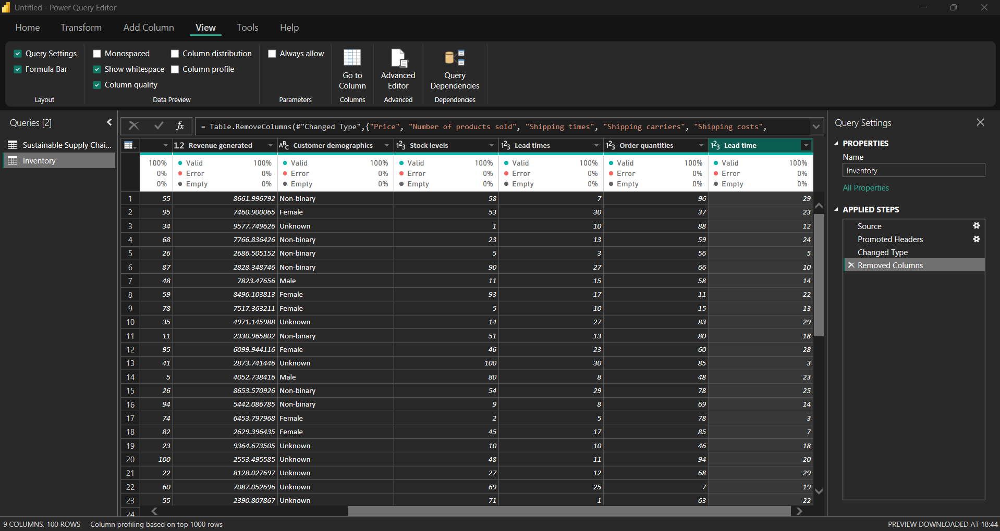 Untitled - Power Query Editor
Home Transform Add Column View Tools Help
Query Settings Monospaced Column distribution Always allow
Formula Bar Show whitespace Column profile
Column quality
Go to Column
Advanced Editor
Query Dependencies
Layout Data Preview Parameters Columns Advanced Dependencies
Queries [2]
Sustainable Supply Chai...
Inventory
fx = Table.RemoveColumns(#"Changed Type",{"Price", "Number of products sold", "Shipping times", "Shipping carriers", "Shipping costs",
1.2 Revenue generated ABC Customer demographics 123 Stock levels 123 Lead times 123 Order quantities 123 Lead time
100% Valid 100% Valid 100% Valid 100% Valid 100% Valid 100% Valid 100%
0% Error 0% Error 0% Error 0% Error 0% Error 0% Error 0%
0% Empty 0% Empty 0% Empty 0% Empty 0% Empty 0% Empty 0%
1 55 8661.996792 Non-binary 58 7 96 29
2 95 7460.900065 Female 53 30 37 23
3 34 9577.749626 Unknown 1 10 88 12
4 68 7766.836426 Non-binary 23 13 59 24
5 26 2686.505152 Non-binary 5 3 56 5
6 87 2828.348746 Non-binary 90 27 66 10
7 48 7823.47656 Male 11 15 58 14
8 59 8496.103813 Female 93 17 11 22
9 78 7517.363211 Female 5 10 15 13
10 35 4971.145988 Unknown 14 27 83 29
11 11 2330.965802 Non-binary 51 13 80 18
12 95 6099.944116 Female 46 23 60 28
13 41 2873.741446 Unknown 100 30 85 3
14 5 4052.738416 Male 80 8 48 23
15 26 8653.570926 Non-binary 54 29 78 25
16 94 5442.086785 Non-binary 9 8 69 14
17 74 6453.797968 Female 2 5 78 3
18 82 2629.396435 Female 45 17 85 7
19 23 9364.673505 Unknown 10 10 46 18
20 100 2553.495585 Unknown 48 11 94 20
21 22 8128.027697 Unknown 27 12 68 29
22 60 7087.052696 Unknown 69 25 7 19
23 55 2390.807867 Unknown 71 1 63 22
24
Query Settings
PROPERTIES
Name
Inventory
All Properties
APPLIED STEPS
Source
Promoted Headers
Changed Type
Removed Columns
9 COLUMNS, 100 ROWS Column profiling based on top 1000 rows PREVIEW DOWNLOADED AT 18:44